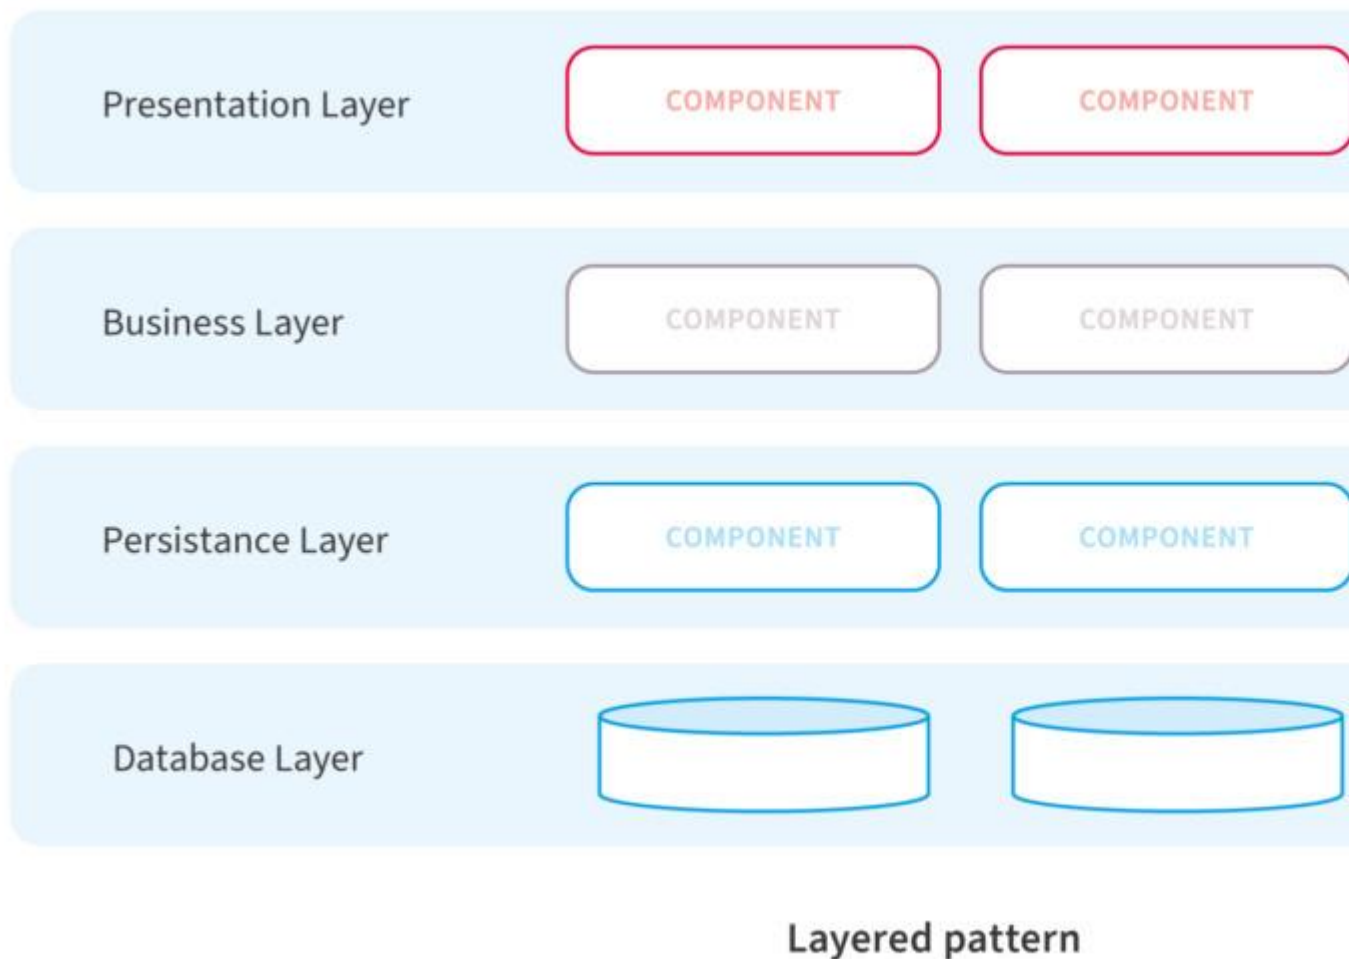 Presentation Layer
COMPONENT
COMPONENT
Business Layer
COMPONENT
COMPONENT
Persistance Layer
COMPONENT
COMPONENT
Database Layer
Layered pattern